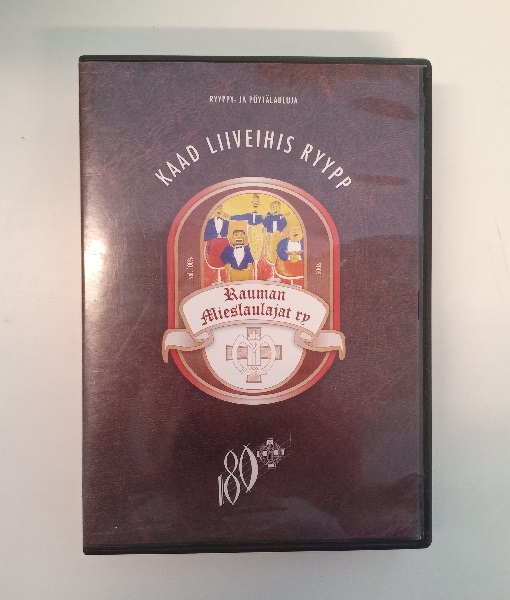 RYYPPY- JA PÖYTÄLAULUJA
KAAD LIIVEIHIS RYYPP
Rauman
Mieslaulajat ry
180